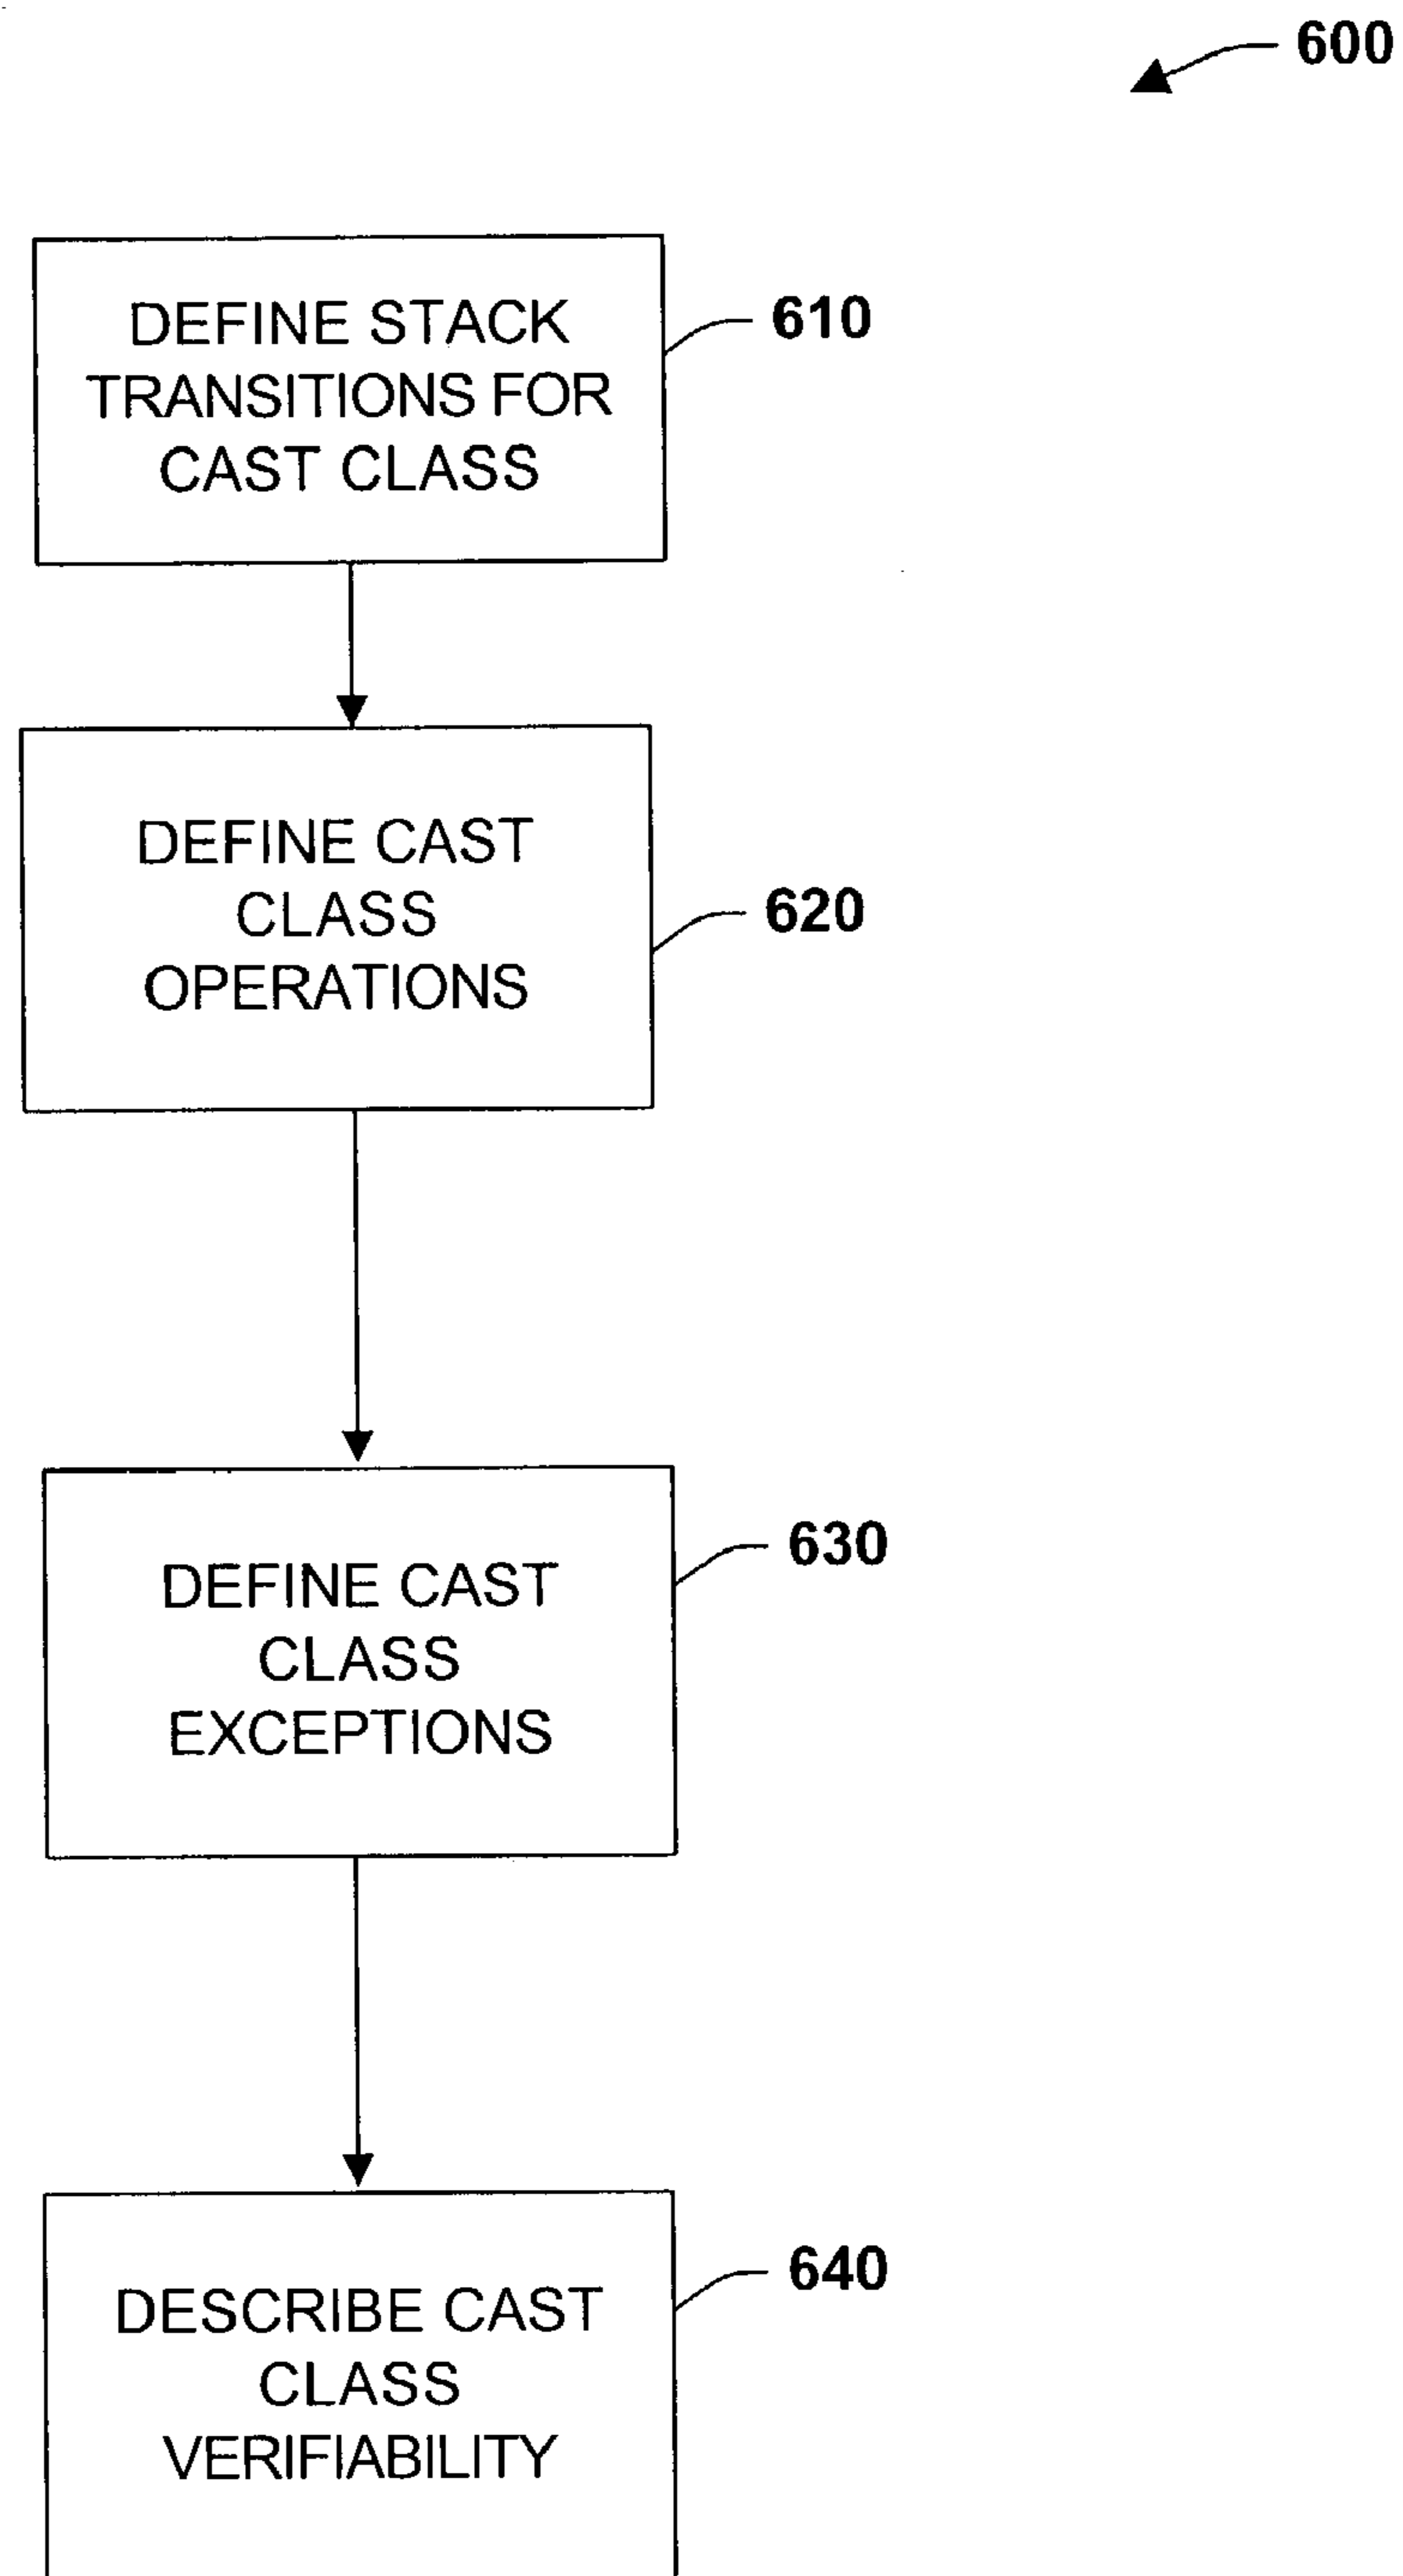 600
DEFINE STACK
TRANSITIONS FOR
CAST CLASS
610
DEFINE CAST
CLASS
OPERATIONS
620
DEFINE CAST
CLASS
EXCEPTIONS
630
DESCRIBE CAST
CLASS
VERIFIABILITY
640